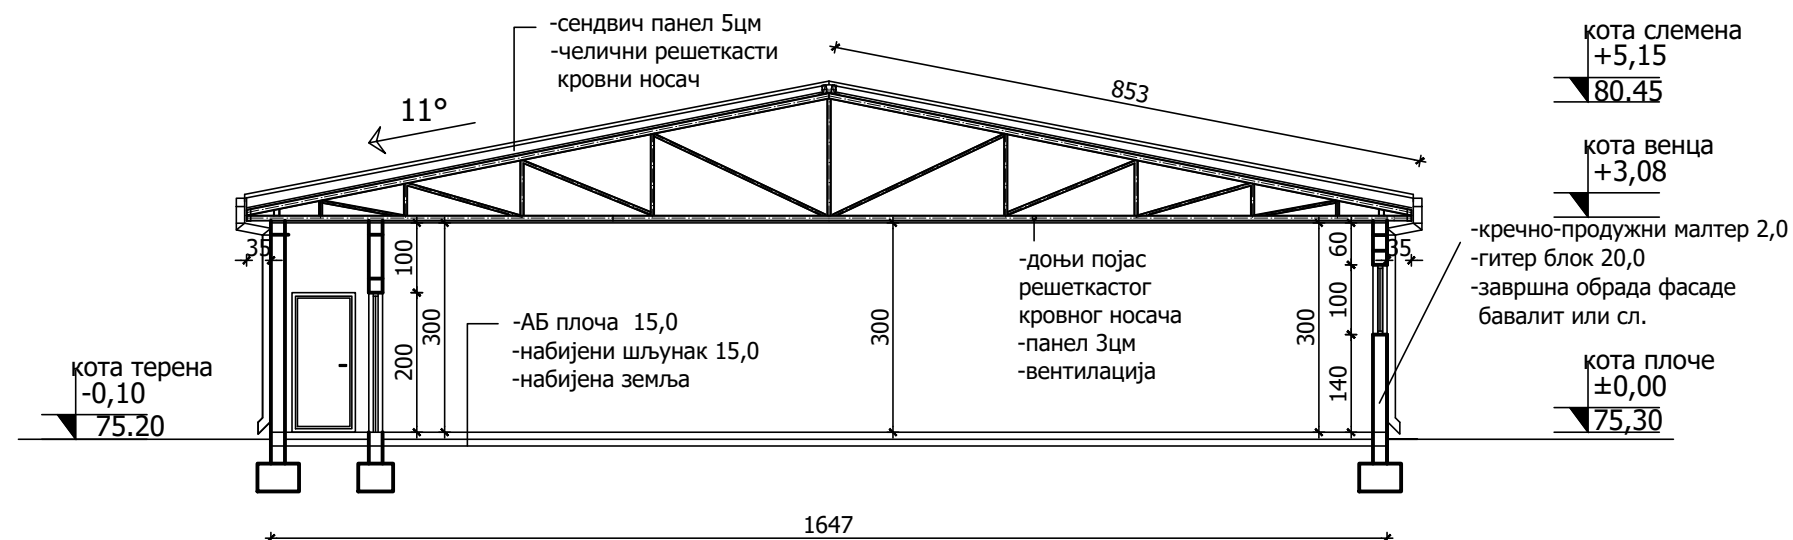 -сендвич панел 5цм
-челични решеткасти
кровни носач
11°
853
кота слемена
+5,15
80.45
кота венца
+3,08
-кречно-продужни малтер 2,0
-гитер блок 20,0
-завршна обрада фасаде
бавалит или сл.
35
100
200
300
300
-доњи појас
решеткастог
кровног носача
-панел 3цм
-вентилација
300
60
100
140
35
-АБ плоча 15,0
-набијени шљунак 15,0
-набијена земља
кота терена
-0,10
75.20
кота плоче
±0,00
75,30
1647